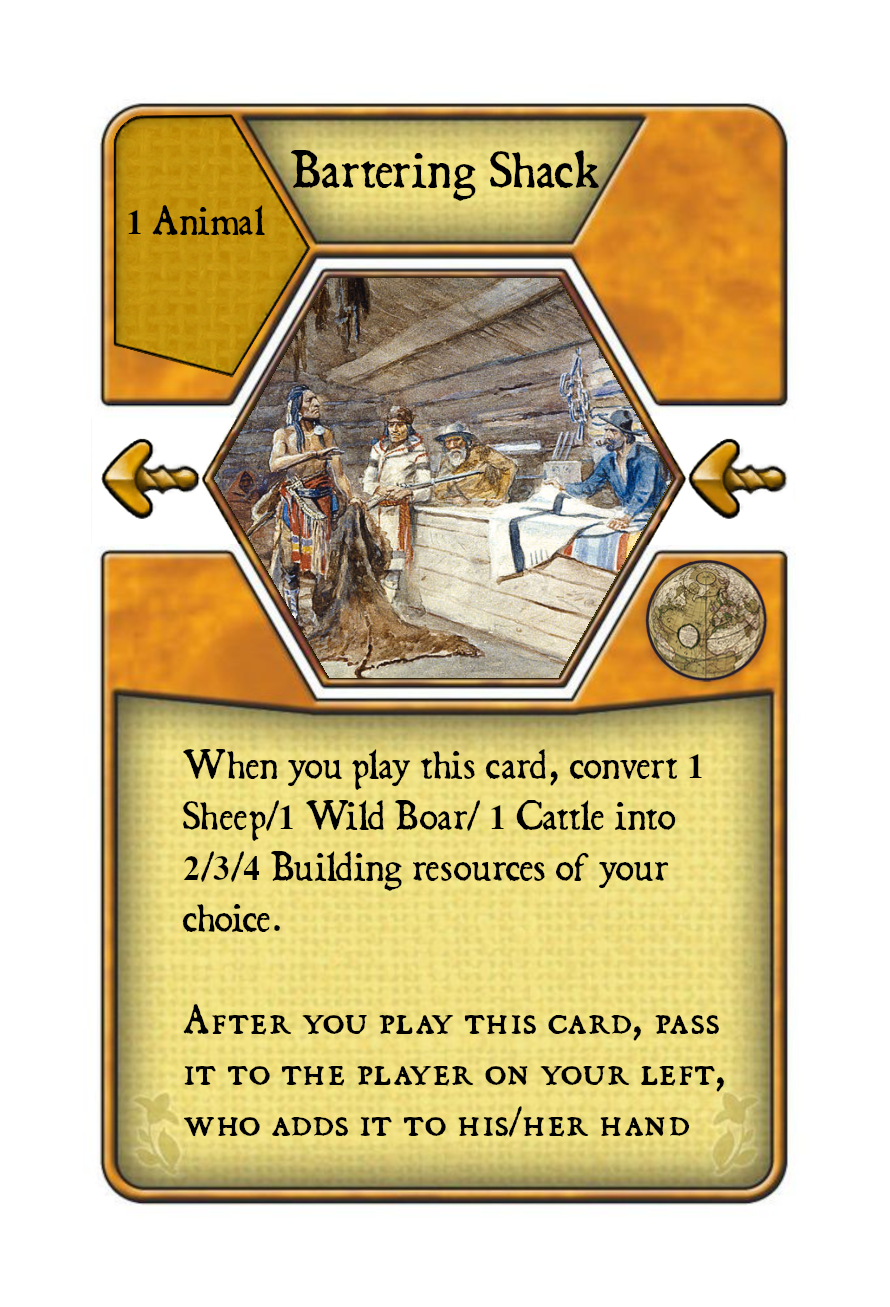 Bartering Shack
1 Animal
When you play this card, convert 1
Sheep/1 Wild Boar/ 1 Cattle into
2/3/4 Building resources of your
choice.
After you play this card, pass
it to the player on your left,
who adds it to his/her hand